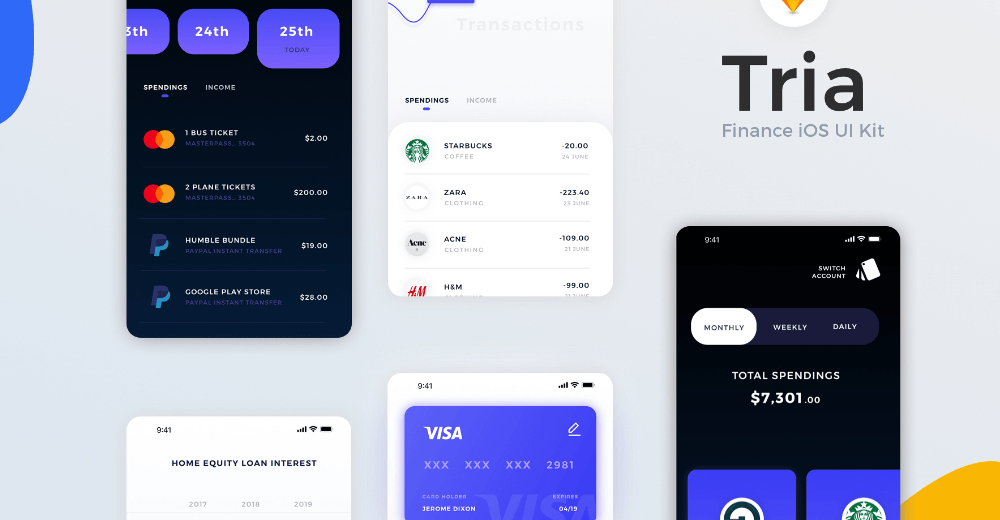 3th
24th
25th
TODAY
SPENDINGS
INCOME
1 BUS TICKET
MASTERPASS.. 3504
$2.00
2 PLANE TICKETS
MASTERPASS.. 3504
$200.00
HUMBLE BUNDLE
PAYPAL INSTANT TRANSFER
$19.00
GOOGLE PLAY STORE
PAYPAL INSTANT TRANSFER
$28.00
Transactions
SPENDINGS
INCOME
STARBUCKS
COFFEE
-20.00
24 JUNE
ZARA
ZARA
CLOTHING
-223.40
23 JUNE
Acne
ACNE
CLOTHING
-109.00
21 JUNE
H&M
H&M
-99.00
Tria
Finance iOS UI Kit
9:41
SWITCH
ACCOUNT
MONTHLY
WEEKLY
DAILY
TOTAL SPENDINGS
$7,301.00
9:41
HOME EQUITY LOAN INTEREST
2017
2018
2019
9:41
VISA
XXX XXX XXX 2981
CARD HOLDER
JEROME DIXON
EXPIRES
04/19
VISA